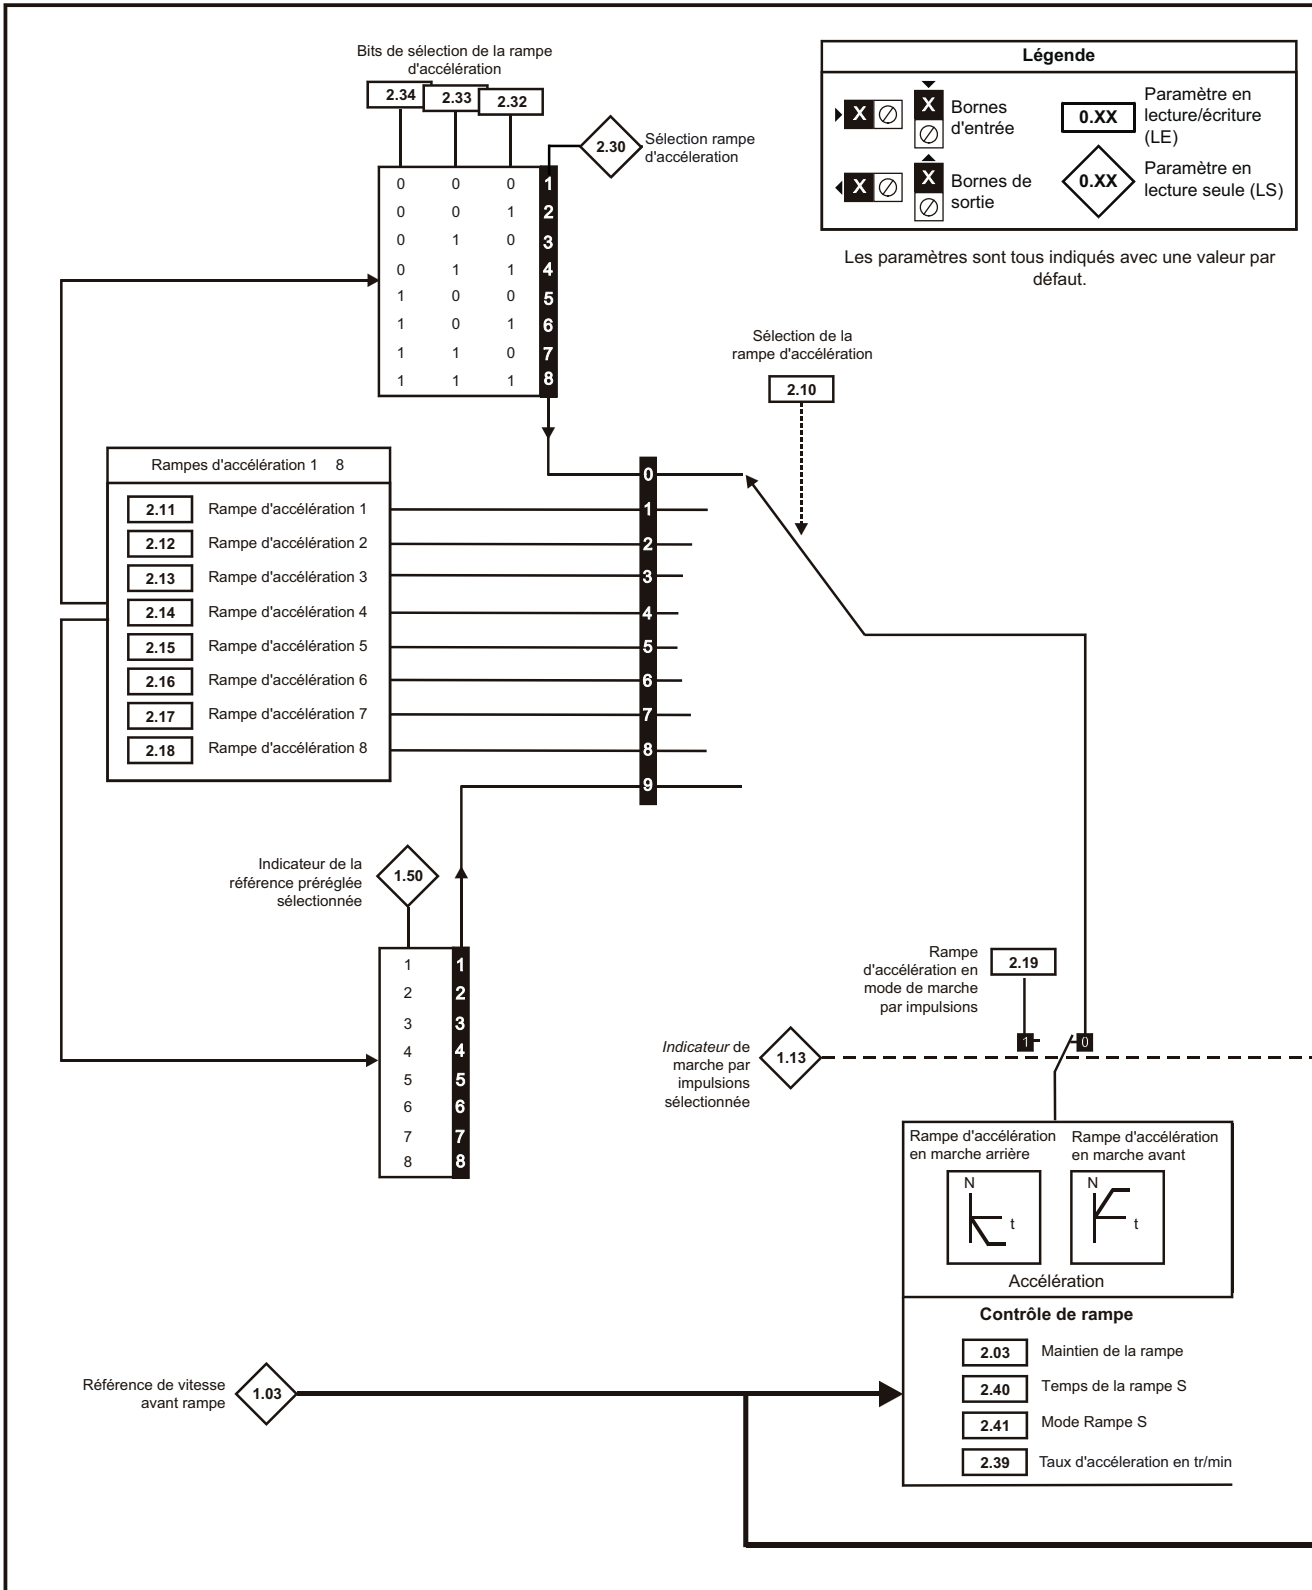 Bits de sélection de la rampe
d'accélération
2.34 2.33 2.32
2.30
Sélection rampe
d'accéleration
0 0 0 1
0 0 1 2
0 1 0 3
0 1 1 4
1 0 0 5
1 0 1 6
1 1 0 7
1 1 1 8
Légende
X
X
Bornes
d'entrée
0.XX
Paramètre en
lecture/écriture
(LE)
X
X
Bornes de
sortie
0.XX
Paramètre en
lecture seule (LS)
Les paramètres sont tous indiqués avec une valeur par
défaut.
Sélection de la
rampe d'accélération
2.10
Rampes d'accélération 1 8
2.11 Rampe d'accélération 1
2.12 Rampe d'accélération 2
2.13 Rampe d'accélération 3
2.14 Rampe d'accélération 4
2.15 Rampe d'accélération 5
2.16 Rampe d'accélération 6
2.17 Rampe d'accélération 7
2.18 Rampe d'accélération 8
0
1
2
3
4
5
6
7
8
9
Indicateur de la
référence préréglée
sélectionnée
1.50
1 1
2 2
3 3
4 4
5 5
6 6
7 7
8 8
Rampe
d'accélération en
mode de marche
par impulsions
2.19
1 0
Indicateur de
marche par
impulsions
sélectionnée
1.13
Rampe d'accélération
en marche arrière
Rampe d'accélération
en marche avant
N
t
N
t
Accélération
Contrôle de rampe
2.03 Maintien de la rampe
2.40 Temps de la rampe S
2.41 Mode Rampe S
2.39 Taux d'accéleration en tr/min
Référence de vitesse
avant rampe
1.03